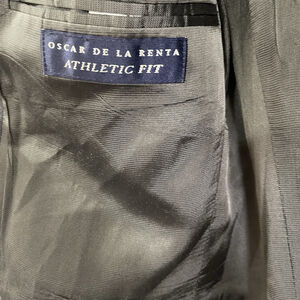 OSCAR DE LA RENTA
ATHLETIC FIT